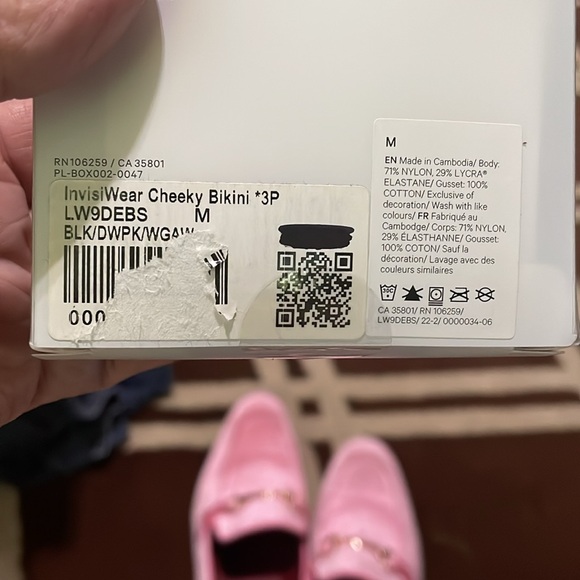 RN106259 / CA 35801
PL-BOX002-0047
InvisiWear Cheeky Bikini *3P
LW9DEBS M
BLK/DWPK/WGAW
000
M
EN Made in Cambodia/ Body:
71% NYLON, 29% LYCRA®
ELASTANE/ Gusset: 100%
COTTON/ Exclusive of
decoration/ Wash with like
colours/ FR Fabriqué au
Cambodge/ Corps: 71% NYLON,
29% ÉLASTHANNE/ Gousset:
100% COTON/ Sauf la
décoration/ Lavage avec des
couleurs similaires
CA 35801/ RN 106259/
LW9DEBS/ 22-2/ 0000034-06